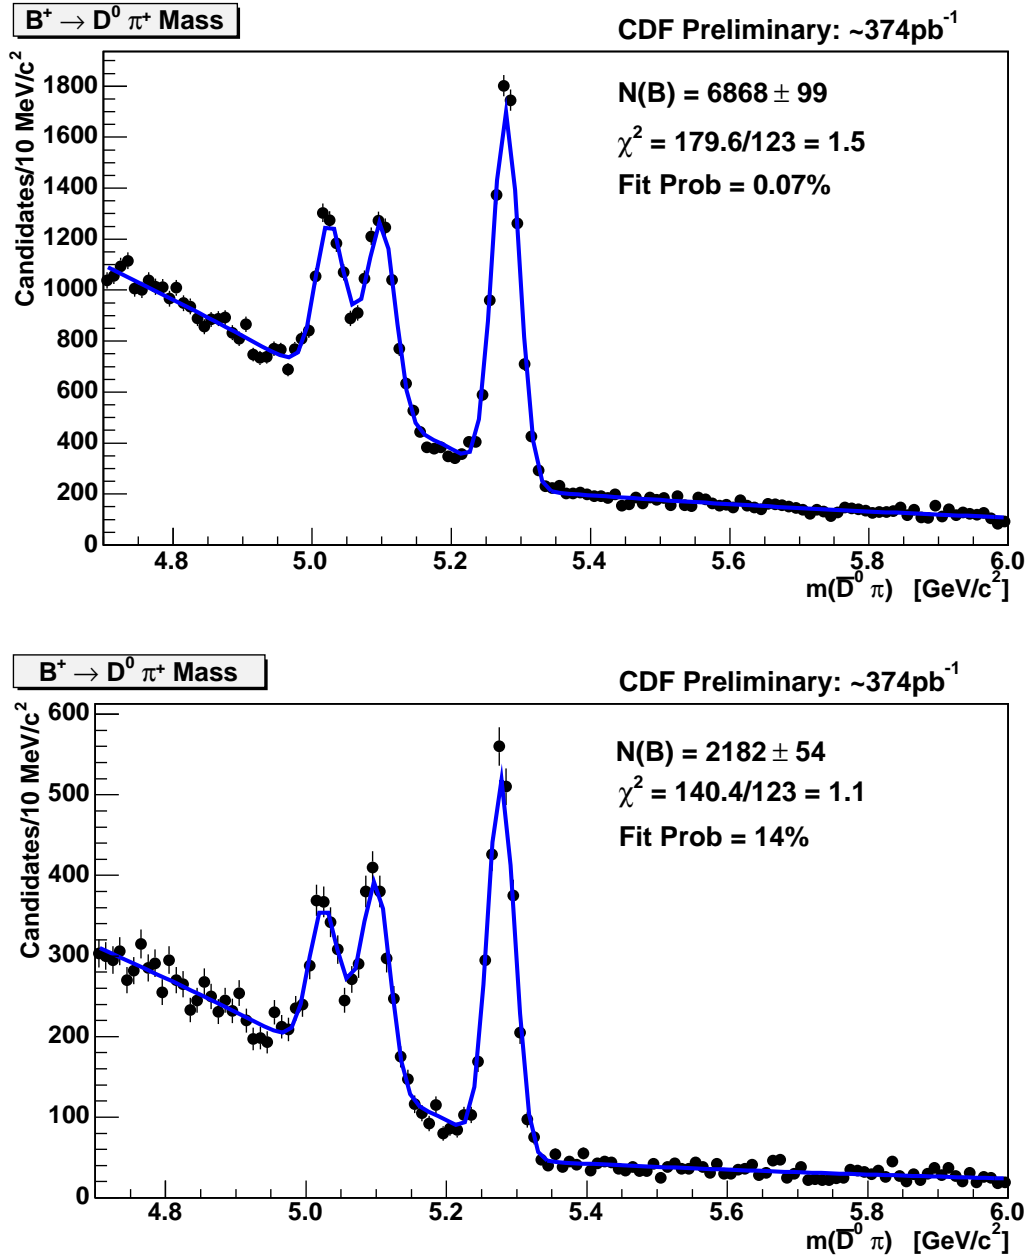 B⁺ → D⁰ π⁺ Mass
CDF Preliminary: ~374pb⁻¹
Candidates/10 MeV/c²
1800
1600
1400
1200
1000
800
600
400
200
0
N(B) = 6868 ± 99
χ² = 179.6/123 = 1.5
Fit Prob = 0.07%
4.8 5.0 5.2 5.4 5.6 5.8 6.0
m(D̅⁰ π) [GeV/c²]
B⁺ → D⁰ π⁺ Mass
CDF Preliminary: ~374pb⁻¹
Candidates/10 MeV/c²
600
500
400
300
200
100
0
N(B) = 2182 ± 54
χ² = 140.4/123 = 1.1
Fit Prob = 14%
4.8 5.0 5.2 5.4 5.6 5.8 6.0
m(D̅⁰ π) [GeV/c²]